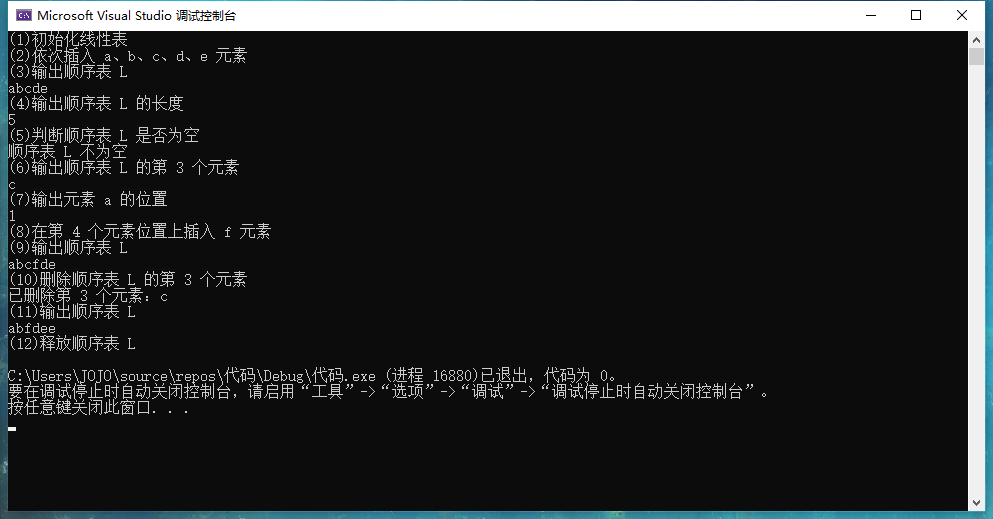 Microsoft Visual Studio 调试控制台
(1)初始化线性表
(2)依次插入 a、b、c、d、e 元素
(3)输出顺序表 L
abcde
(4)输出顺序表 L 的长度
5
(5)判断顺序表 L 是否为空
顺序表 L 不为空
(6)输出顺序表 L 的第 3 个元素
c
(7)输出元素 a 的位置
1
(8)在第 4 个元素位置上插入 f 元素
(9)输出顺序表 L
abcfde
(10)删除顺序表 L 的第 3 个元素
已删除第 3 个元素：c
(11)输出顺序表 L
abfdee
(12)释放顺序表 L
C:\Users\JOJO\source\repos\代码\Debug\代码.exe (进程 16880)已退出，代码为 0。
要在调试停止时自动关闭控制台，请启用“工具”->“选项”->“调试”->“调试停止时自动关闭控制台”。
按任意键关闭此窗口. . .